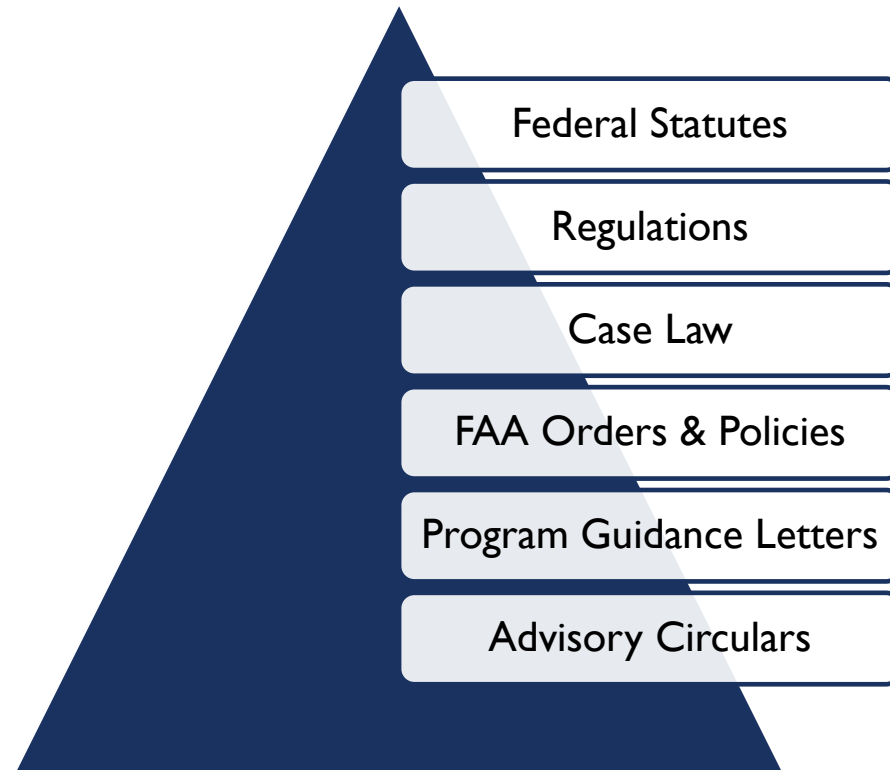 Federal Statutes
Regulations
Case Law
FAA Orders & Policies
Program Guidance Letters
Advisory Circulars